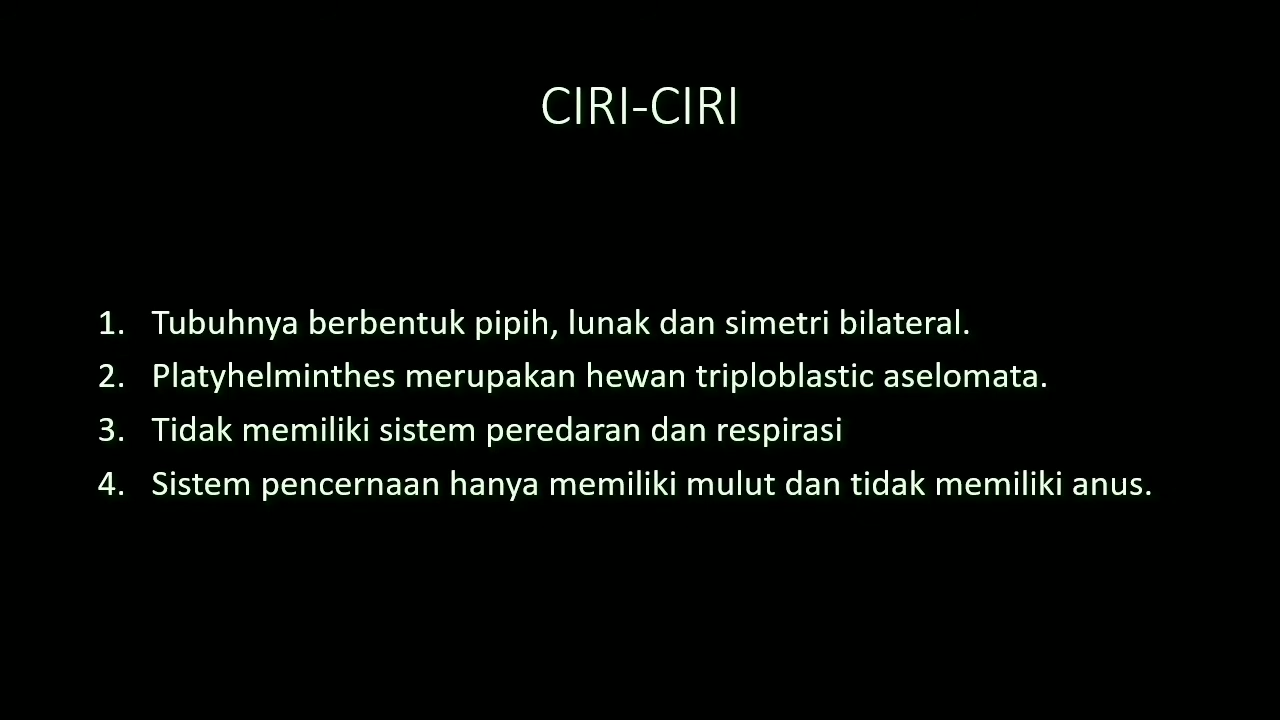 CIRI-CIRI
1. Tubuhnya berbentuk pipih, lunak dan simetri bilateral.
2. Platyhelminthes merupakan hewan triploblastic aselomata.
3. Tidak memiliki sistem peredaran dan respirasi
4. Sistem pencernaan hanya memiliki mulut dan tidak memiliki anus.